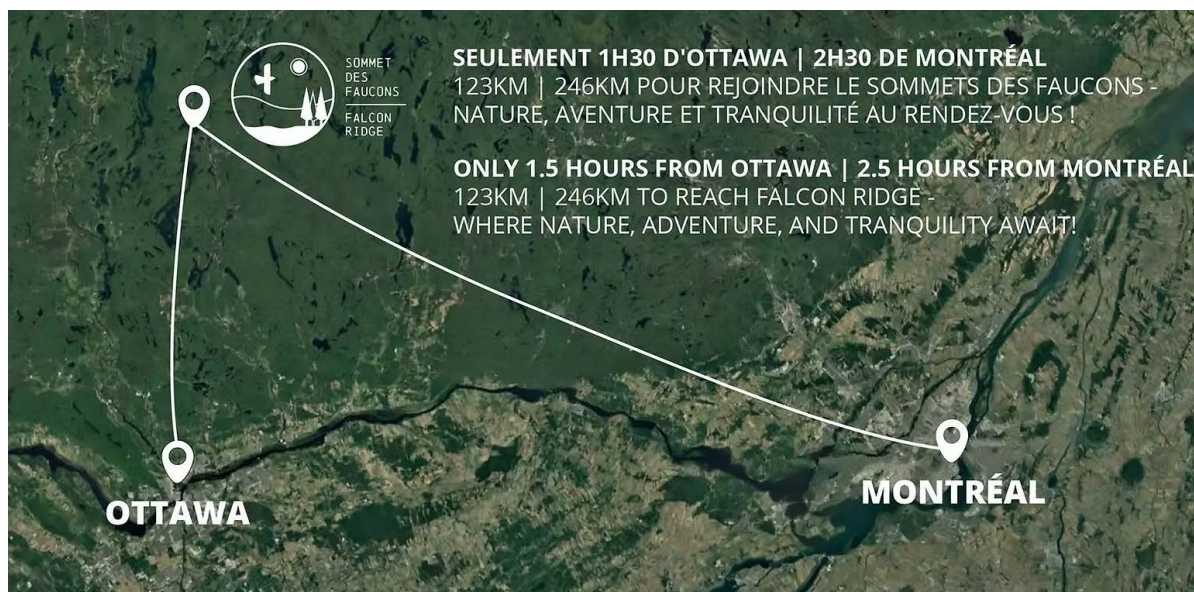 SOMMET
DES
FAUCONS
FALCON
RIDGE
SEULEMENT 1H30 D'OTTAWA | 2H30 DE MONTRÉAL
123KM | 246KM POUR REJOINDRE LE SOMMETS DES FAUCONS -
NATURE, AVENTURE ET TRANQUILITÉ AU RENDEZ-VOUS !
ONLY 1.5 HOURS FROM OTTAWA | 2.5 HOURS FROM MONTRÉAL
123KM | 246KM TO REACH FALCON RIDGE -
WHERE NATURE, ADVENTURE, AND TRANQUILITY AWAIT!
OTTAWA
MONTRÉAL